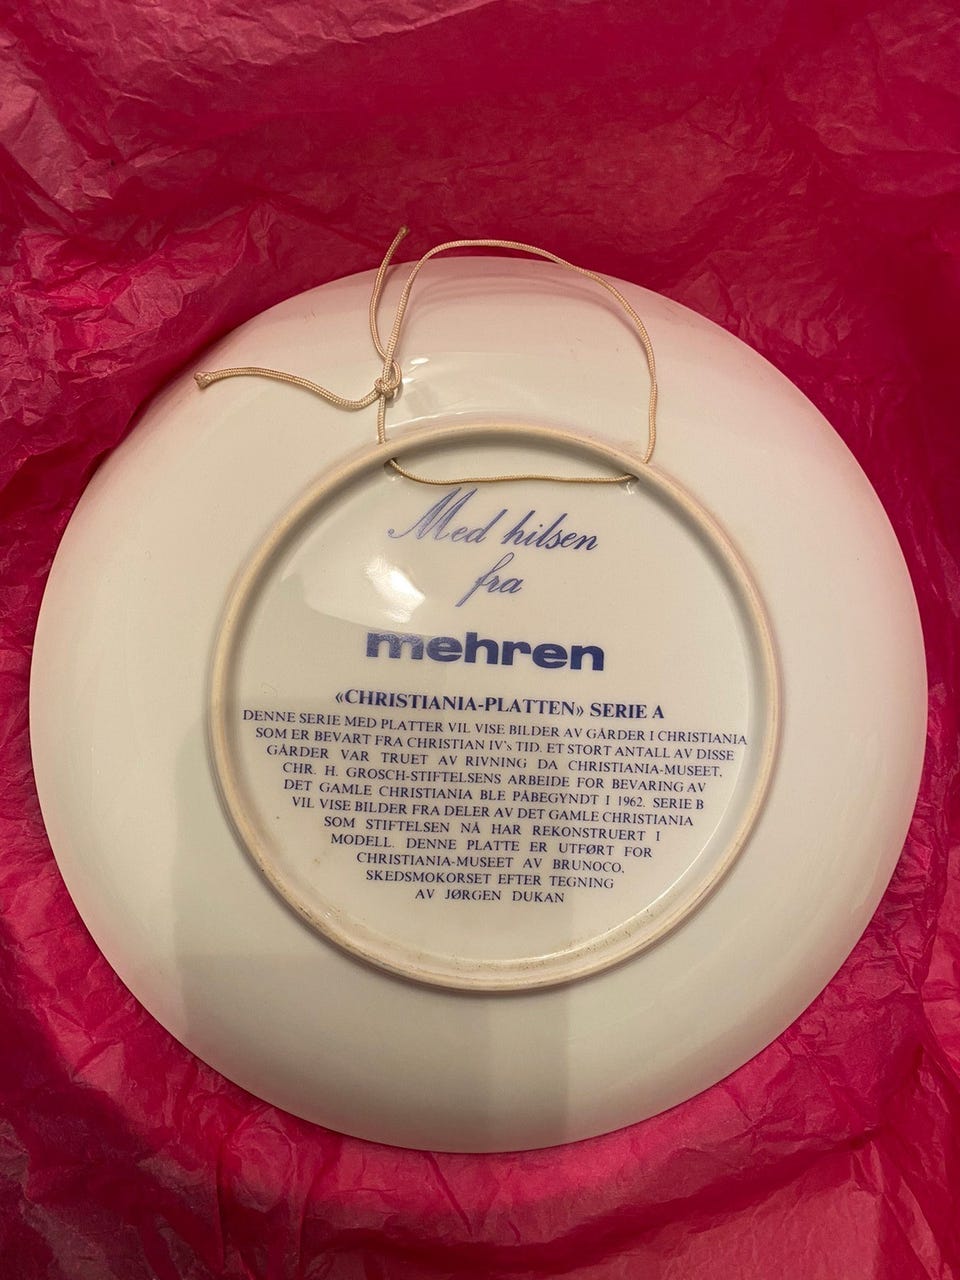 Med hilsen
fra
mehren
«CHRISTIANIA-PLATTEN» SERIE A
DENNE SERIE MED PLATTER VIL VISE BILDER AV GÅRDER I CHRISTIANIA
SOM ER BEVART FRA CHRISTIAN IV's TID. ET STORT ANTALL AV DISSE
GÅRDER VAR TRUET AV RIVNING DA CHRISTIANIA-MUSEET,
CHR. H. GROSCH-STIFTELSENS ARBEIDE FOR BEVARING AV
DET GAMLE CHRISTIANIA BLE PÅBEGYNDT I 1962. SERIE B
VIL VISE BILDER FRA DELER AV DET GAMLE CHRISTIANIA
SOM STIFTELSEN NÅ HAR REKONSTRUERT I
MODELL. DENNE PLATTE ER UTFØRT FOR
CHRISTIANIA-MUSEET AV BRUNOCO,
SKEDSMOKORSET EFTER TEGNING
AV JØRGEN DUKAN